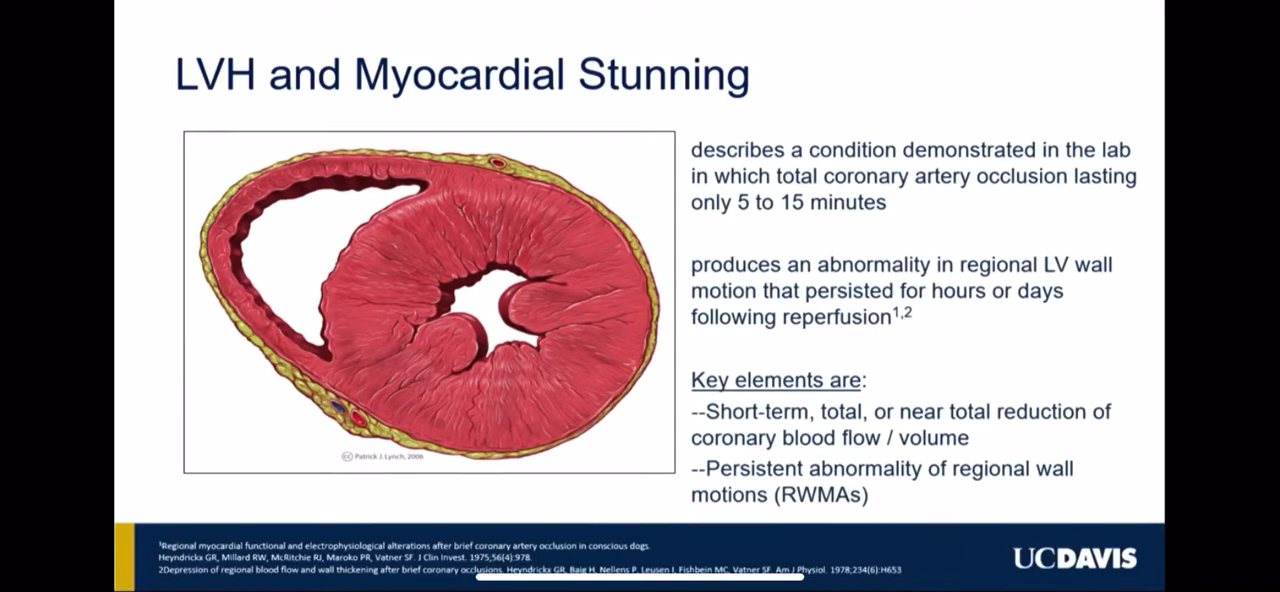 LVH and Myocardial Stunning
describes a condition demonstrated in the lab
in which total coronary artery occlusion lasting
only 5 to 15 minutes
produces an abnormality in regional LV wall
motion that persisted for hours or days
following reperfusion1,2
Key elements are:
--Short-term, total, or near total reduction of
coronary blood flow / volume
--Persistent abnormality of regional wall
motions (RWMAs)
cc Patrick J. Lynch, 2006
1Regional myocardial functional and electrophysiological alterations after brief coronary artery occlusion in conscious dogs.
Heyndrickx GR, Millard RW, McRitchie RJ, Maroko PR, Vatner SF. J Clin Invest. 1975;56(4):978.
2Depression of regional blood flow and wall thickening after brief coronary occlusions. Heyndrickx GR, Baig H, Nellens P, Leusen I, Fishbein MC, Vatner SF. Am J Physiol. 1978;234(6):H653
UCDAVIS